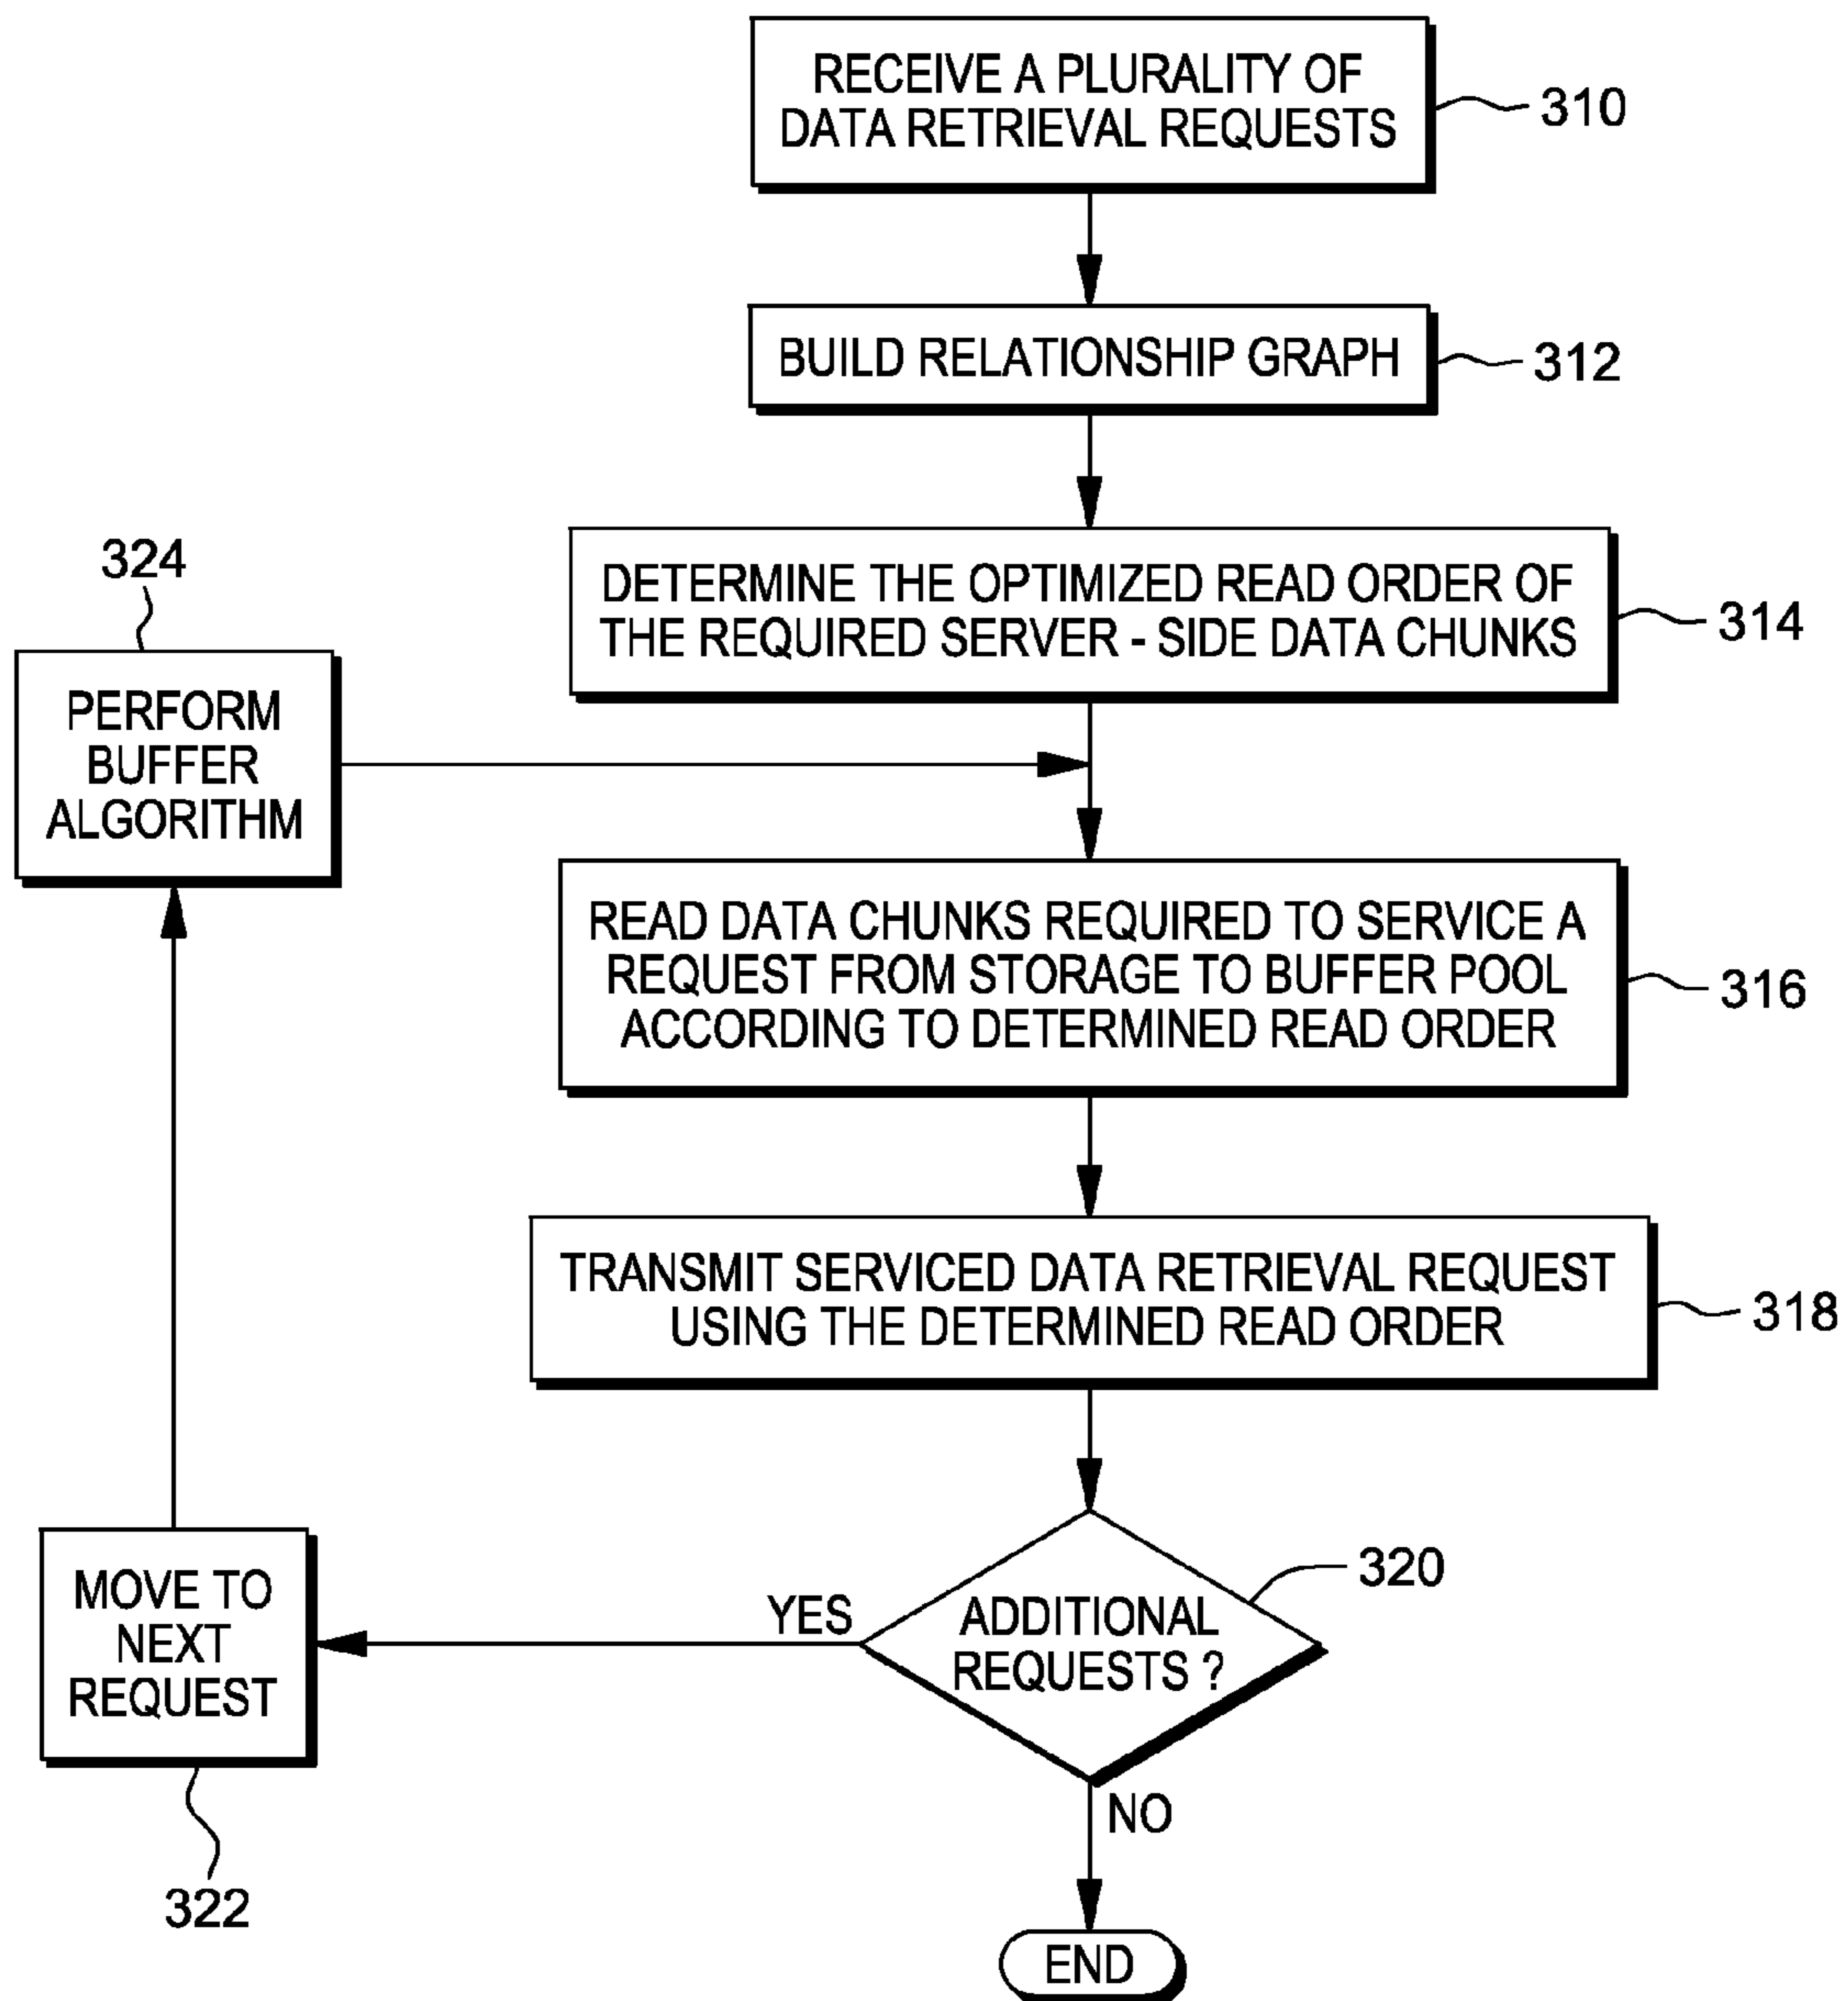 RECEIVE A PLURALITY OF
DATA RETRIEVAL REQUESTS
310
BUILD RELATIONSHIP GRAPH
312
DETERMINE THE OPTIMIZED READ ORDER OF
THE REQUIRED SERVER - SIDE DATA CHUNKS
314
324
PERFORM
BUFFER
ALGORITHM
READ DATA CHUNKS REQUIRED TO SERVICE A
REQUEST FROM STORAGE TO BUFFER POOL
ACCORDING TO DETERMINED READ ORDER
316
TRANSMIT SERVICED DATA RETRIEVAL REQUEST
USING THE DETERMINED READ ORDER
318
ADDITIONAL
REQUESTS ?
320
YES
MOVE TO
NEXT
REQUEST
322
NO
END